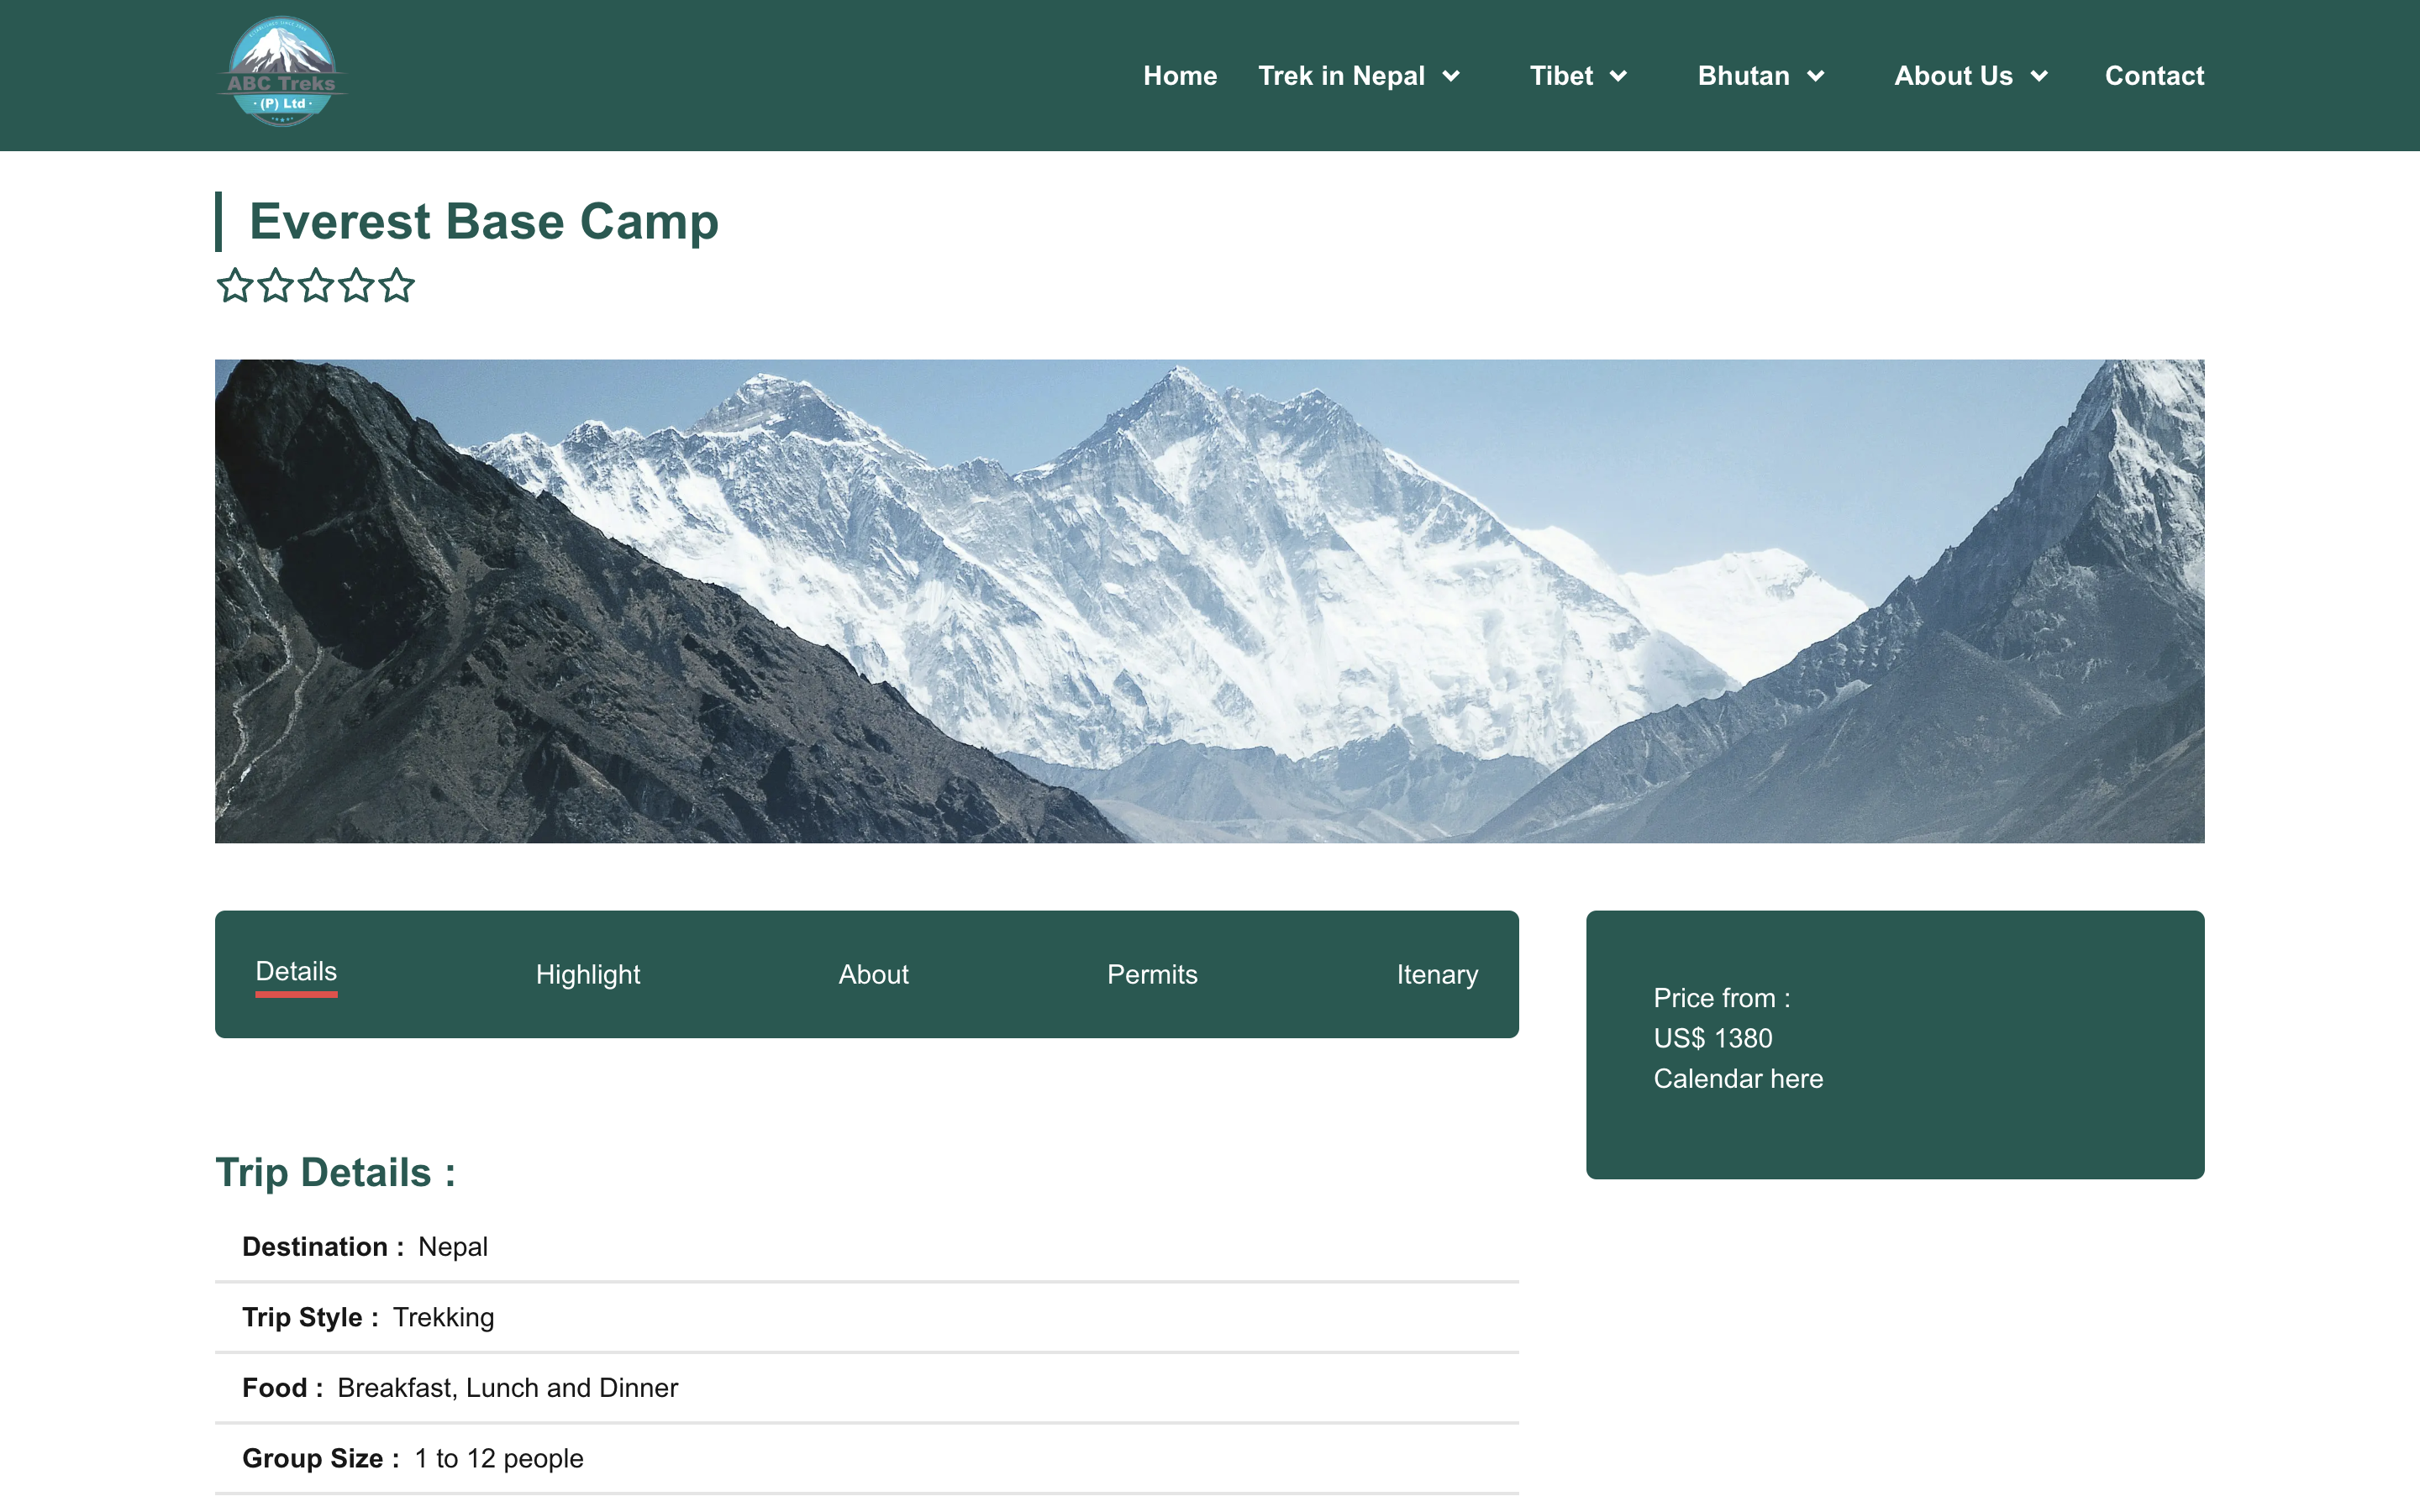 ABC Treks
· (P) Ltd ·
Home
Trek in Nepal
Tibet
Bhutan
About Us
Contact
Everest Base Camp
Details
Highlight
About
Permits
Itenary
Price from :
US$ 1380
Calendar here
Trip Details :
Destination : Nepal
Trip Style : Trekking
Food : Breakfast, Lunch and Dinner
Group Size : 1 to 12 people